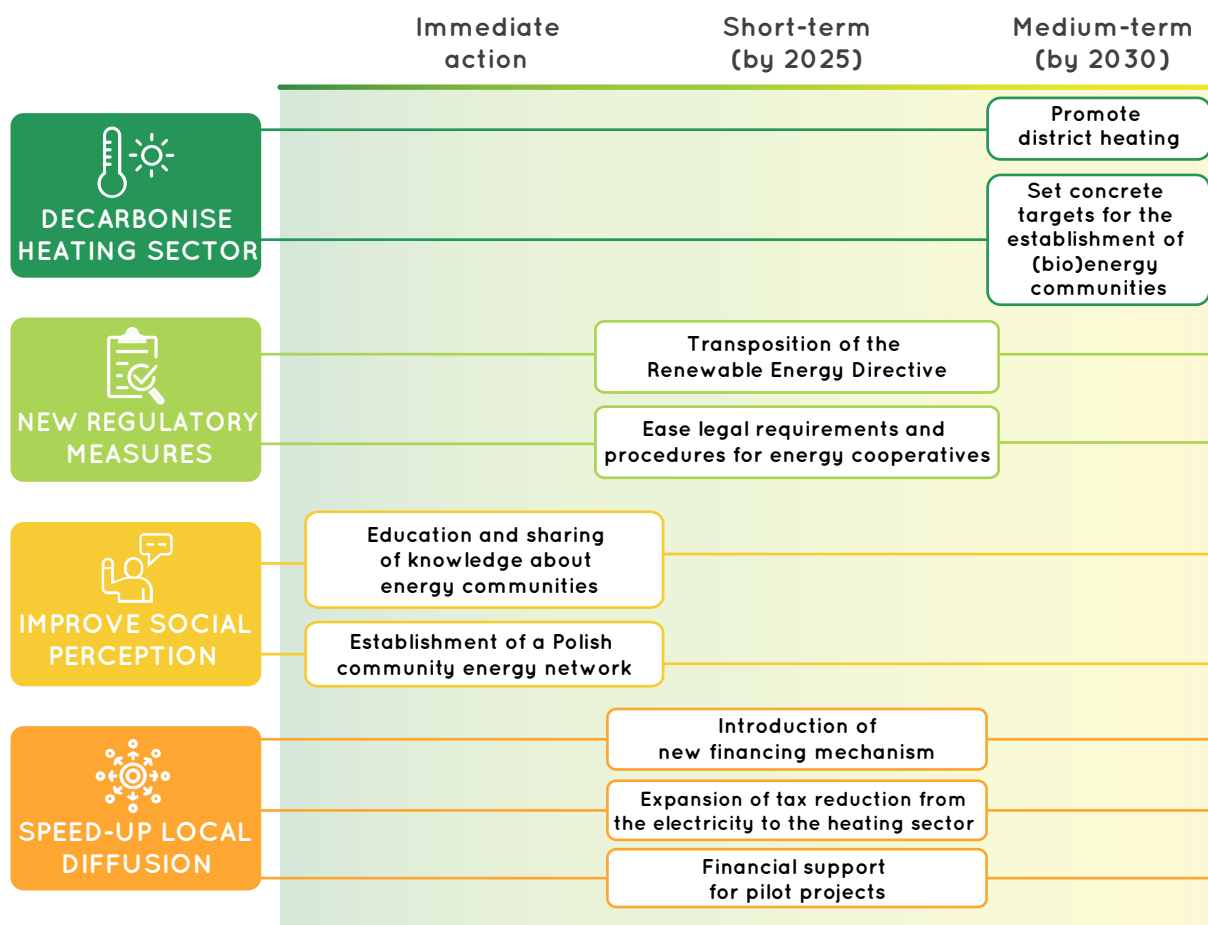 Immediate
action
Short-term
(by 2025)
Medium-term
(by 2030)
DECARBONISE
HEATING SECTOR
Promote
district heating
Set concrete
targets for the
establishment of
(bio)energy
communities
NEW REGULATORY
MEASURES
Transposition of the
Renewable Energy Directive
Ease legal requirements and
procedures for energy cooperatives
IMPROVE SOCIAL
PERCEPTION
Education and sharing
of knowledge about
energy communities
Establishment of a Polish
community energy network
SPEED-UP LOCAL
DIFFUSION
Introduction of
new financing mechanism
Expansion of tax reduction from
the electricity to the heating sector
Financial support
for pilot projects